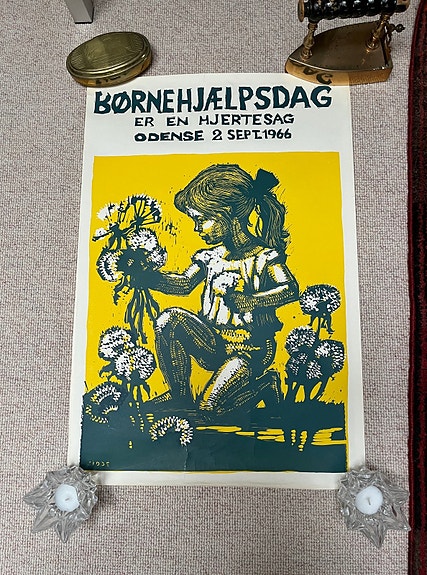 BØRNEHJÆLPSDAG
ER EN HJERTESAG
ODENSE 2 SEPT.1966